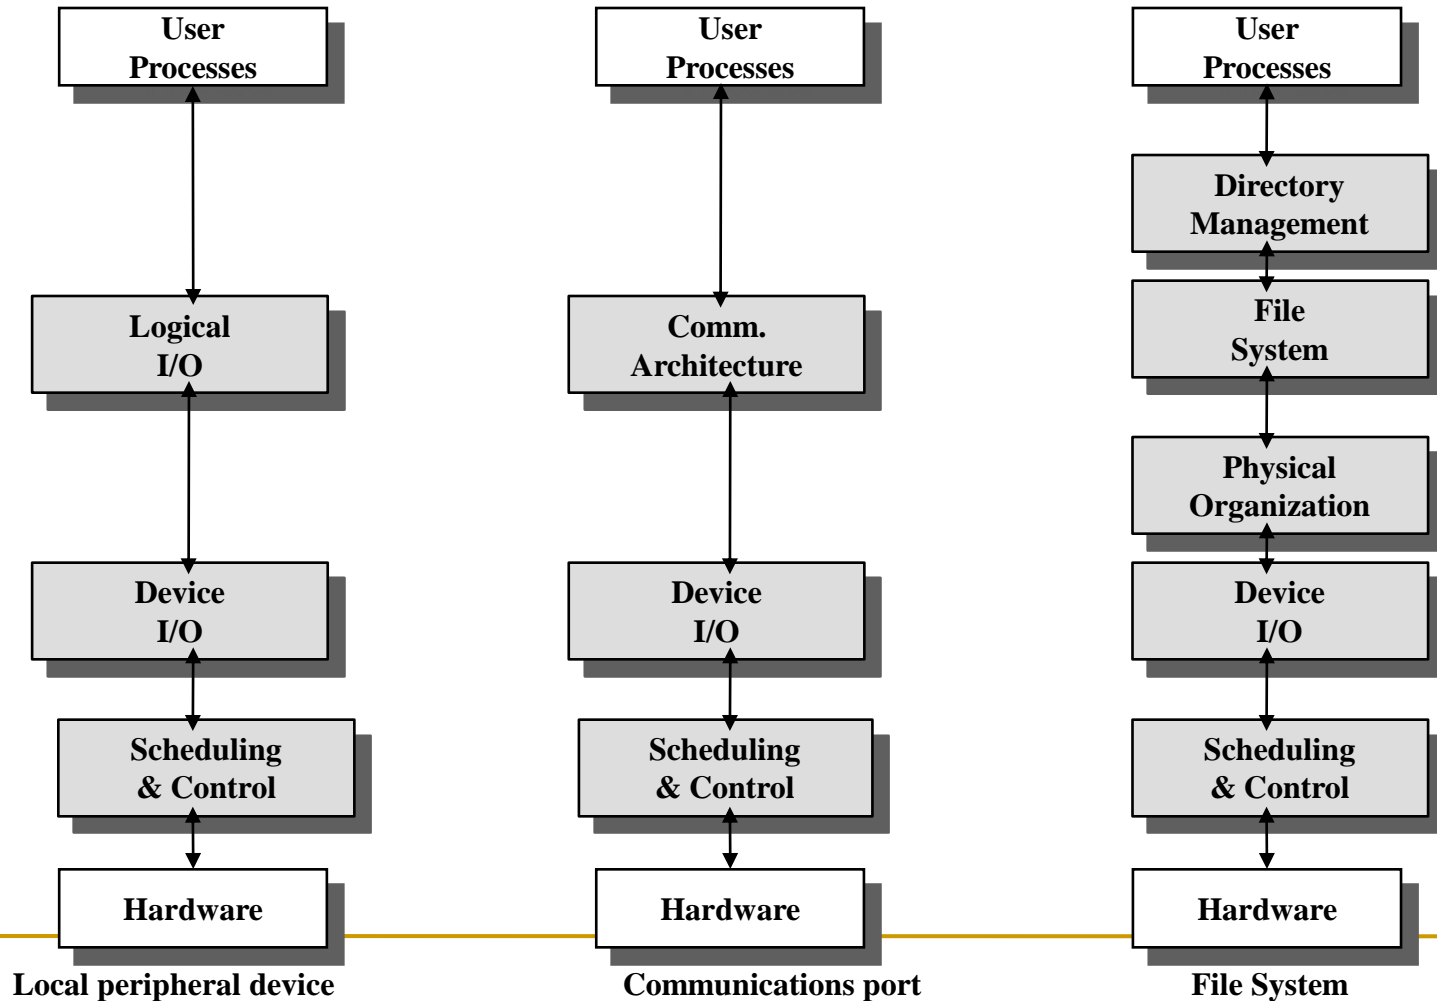 User
Processes
Logical
I/O
Device
I/O
Scheduling
& Control
Hardware
Local peripheral device
User
Processes
Comm.
Architecture
Device
I/O
Scheduling
& Control
Hardware
Communications port
User
Processes
Directory
Management
File
System
Physical
Organization
Device
I/O
Scheduling
& Control
Hardware
File System